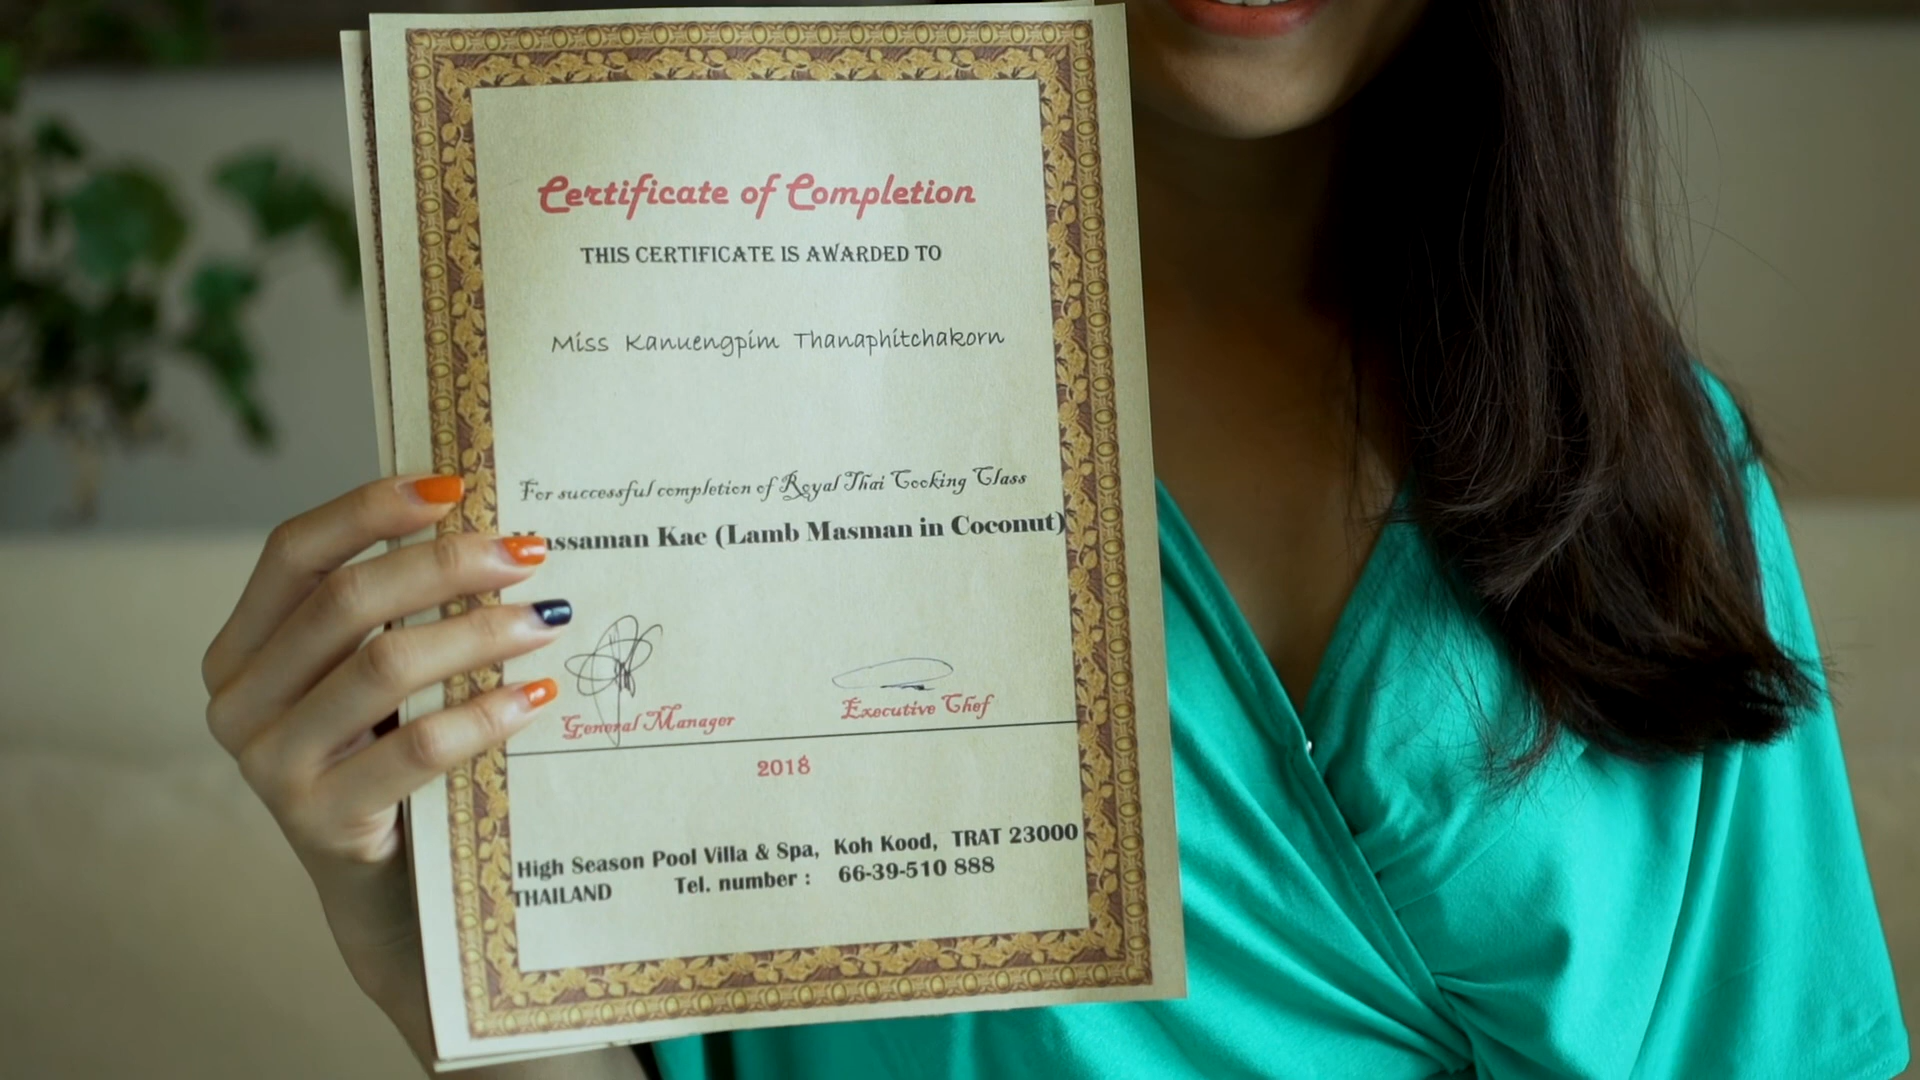 Certificate of Completion
THIS CERTIFICATE IS AWARDED TO
Miss Kanuengpim Thanaphitchakorn
For successful completion of Royal Thai Cooking Class
Massaman Kae (Lamb Masman in Coconut)
General Manager Executive Chef
2018
High Season Pool Villa & Spa, Koh Kood, TRAT 23000
THAILAND Tel. number : 66-39-510 888